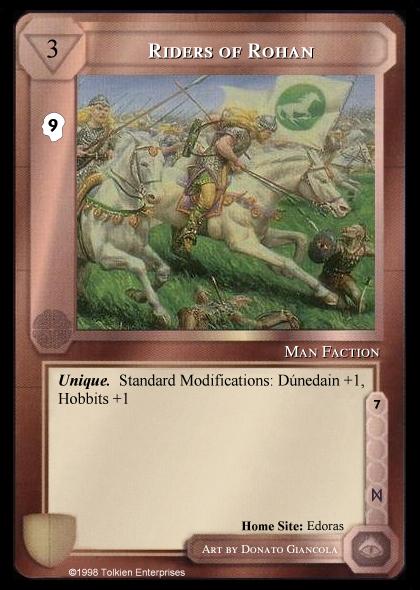 3
RIDERS OF ROHAN
9
MAN FACTION
Unique. Standard Modifications: Dúnedain +1,
Hobbits +1
7
ᛞ
Home Site: Edoras
ART BY DONATO GIANCOLA
©1998 Tolkien Enterprises